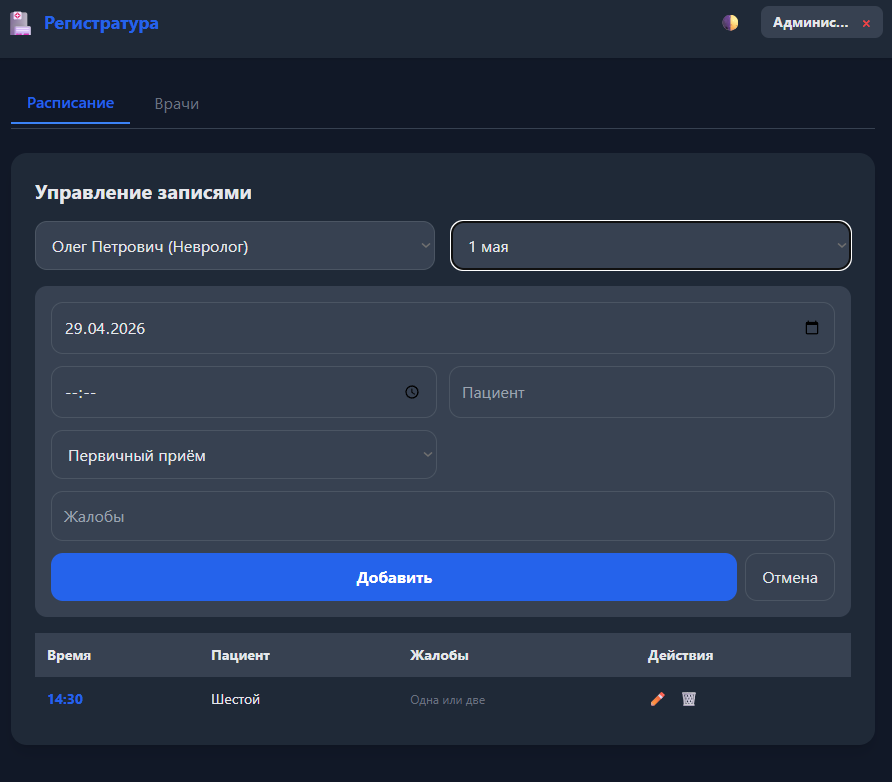 Регистратура
Админис... ×
Расписание Врачи
Управление записями
Олег Петрович (Невролог) 1 мая
29.04.2026
--:-- Пациент
Первичный приём
Жалобы
Добавить Отмена
Время Пациент Жалобы Действия
14:30 Шестой Одна или две